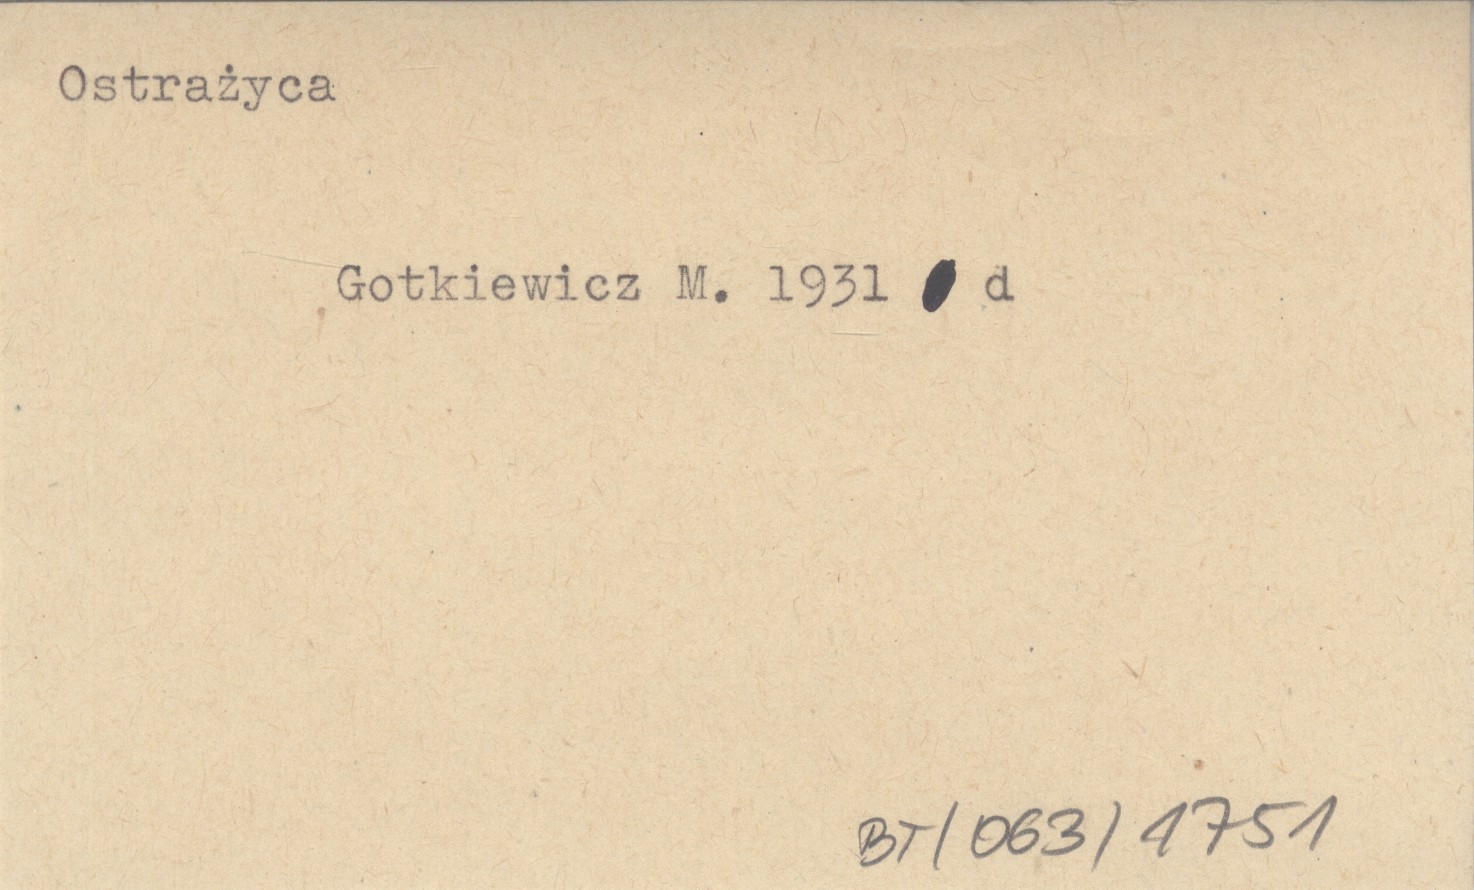 Ostrażyca
Gotkiewicz M. 1931 d
BT/063/1751